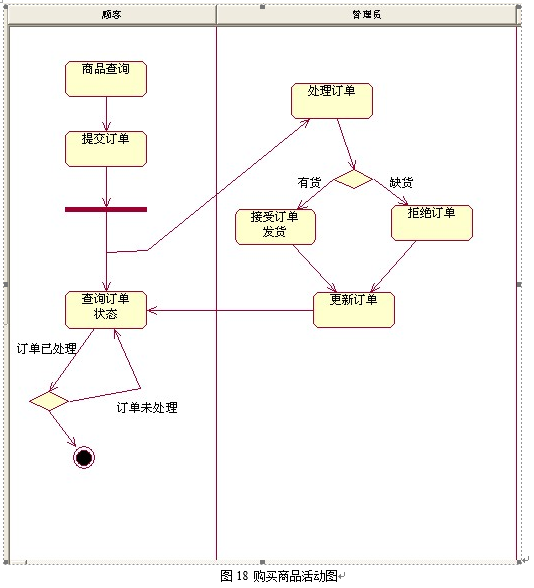 顾客
管理员
商品查询
提交订单
处理订单
有货
缺货
接受订单
发货
拒绝订单
查询订单
状态
更新订单
订单已处理
订单未处理
图 18 购买商品活动图